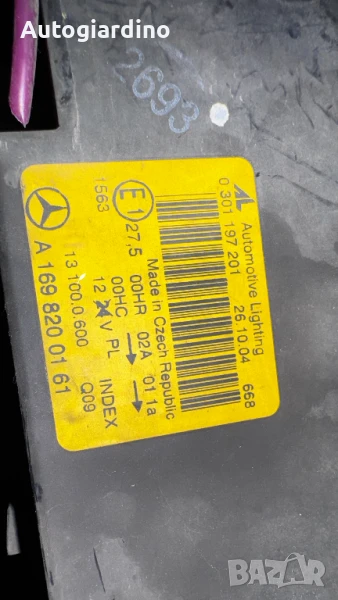 Autogiardino
2693
AL Automotive Lighting
0 301 197 201 26.10.04 668
Made in Czech Republic
E1 27,5 00HR 02A 01 1a
1563 00HC → →
12 V PL INDEX
13 100,0,600 Q09
A 169 820 01 61
BAZAR
bg